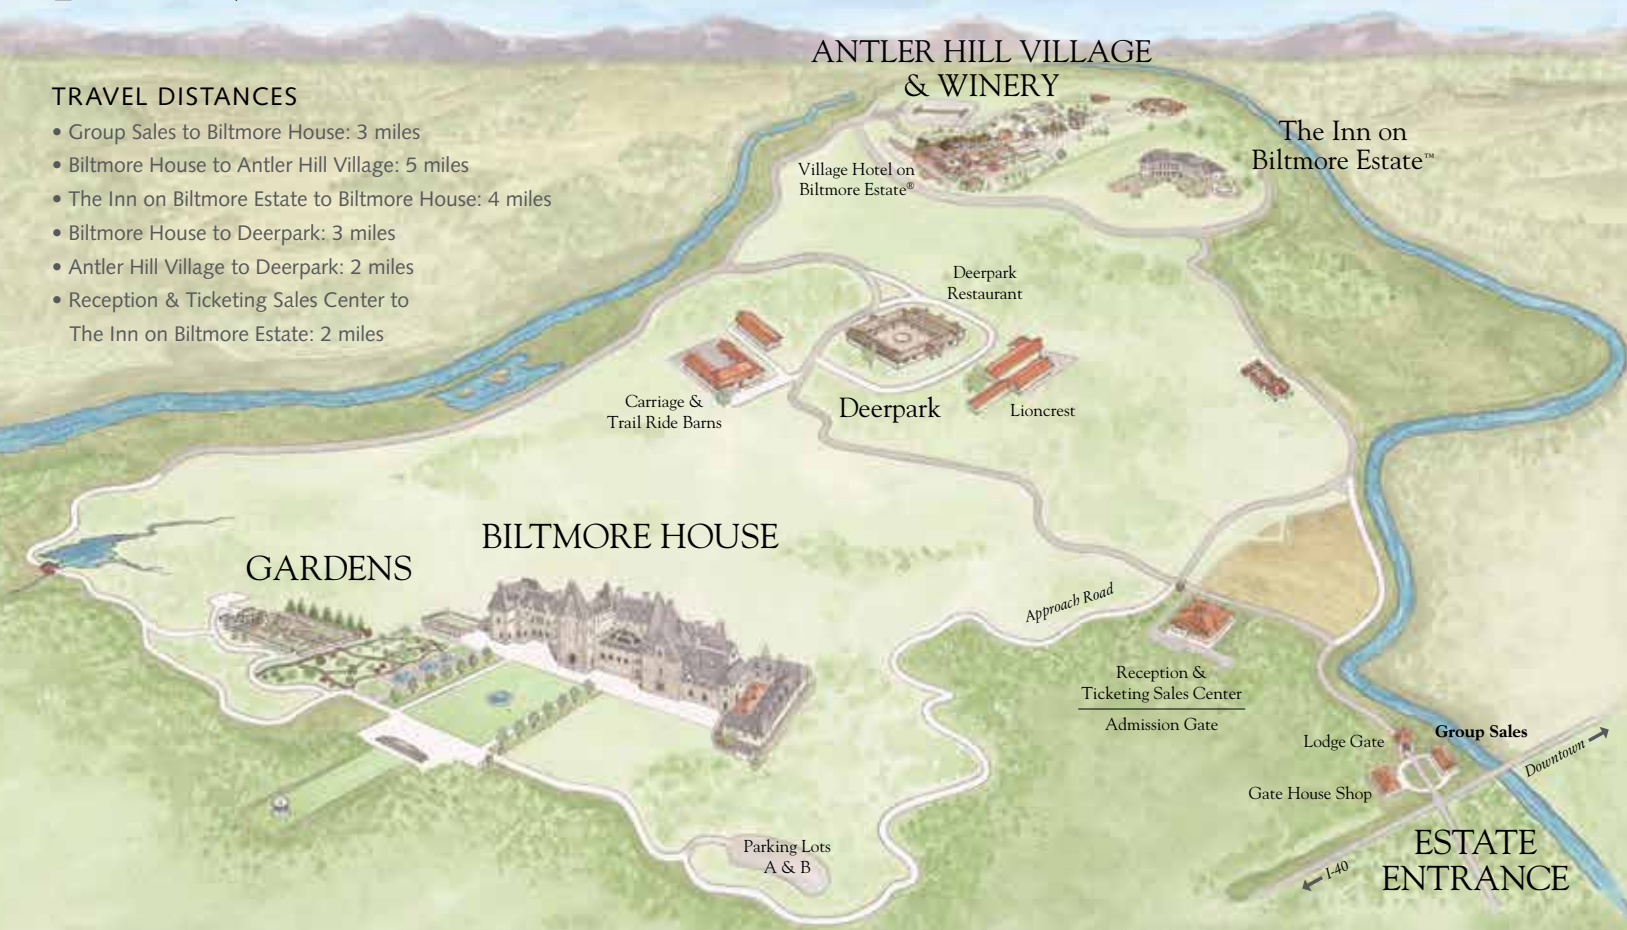 ANTLER HILL VILLAGE
& WINERY
TRAVEL DISTANCES
• Group Sales to Biltmore House: 3 miles
• Biltmore House to Antler Hill Village: 5 miles
• The Inn on Biltmore Estate to Biltmore House: 4 miles
• Biltmore House to Deerpark: 3 miles
• Antler Hill Village to Deerpark: 2 miles
• Reception & Ticketing Sales Center to
The Inn on Biltmore Estate: 2 miles
The Inn on
Biltmore Estate™
Village Hotel on
Biltmore Estate®
Deerpark
Restaurant
Carriage &
Trail Ride Barns
Deerpark
Lioncrest
BILTMORE HOUSE
GARDENS
Approach Road
Reception &
Ticketing Sales Center
Admission Gate
Lodge Gate
Group Sales
Downtown
Gate House Shop
Parking Lots
A & B
I-40
ESTATE
ENTRANCE